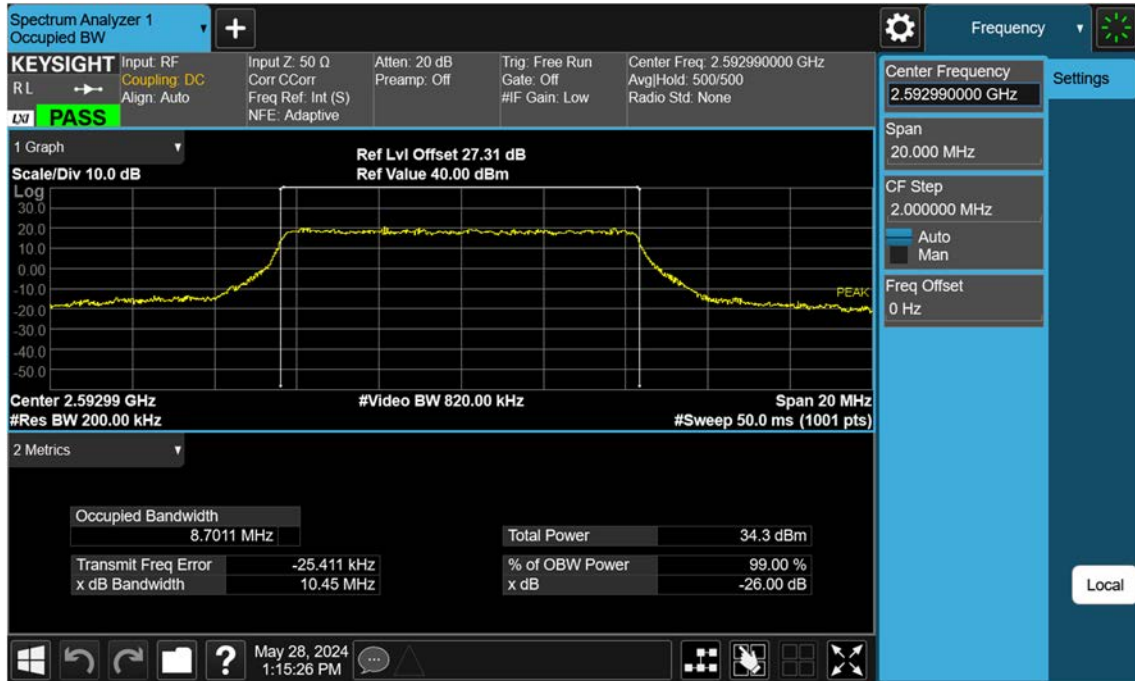 Spectrum Analyzer 1
Occupied BW
Frequency
KEYSIGHT
R L
LXI PASS
Input: RF
Coupling: DC
Align: Auto
Input Z: 50 Ω
Corr CCorr
Freq Ref: Int (S)
NFE: Adaptive
Atten: 20 dB
Preamp: Off
Trig: Free Run
Gate: Off
#IF Gain: Low
Center Freq: 2.592990000 GHz
Avg|Hold: 500/500
Radio Std: None
Center Frequency
2.592990000 GHz
Settings
Span
20.000 MHz
CF Step
2.000000 MHz
Auto
Man
Freq Offset
0 Hz
Local
1 Graph
Scale/Div 10.0 dB
Ref Lvl Offset 27.31 dB
Ref Value 40.00 dBm
Log
30.0
20.0
10.0
0.00
-10.0
-20.0
-30.0
-40.0
-50.0
PEAK
Center 2.59299 GHz
#Video BW 820.00 kHz
Span 20 MHz
#Res BW 200.00 kHz
#Sweep 50.0 ms (1001 pts)
2 Metrics
Occupied Bandwidth
8.7011 MHz
Total Power 34.3 dBm
Transmit Freq Error -25.411 kHz
% of OBW Power 99.00 %
x dB Bandwidth 10.45 MHz
x dB -26.00 dB
?
May 28, 2024
1:15:26 PM